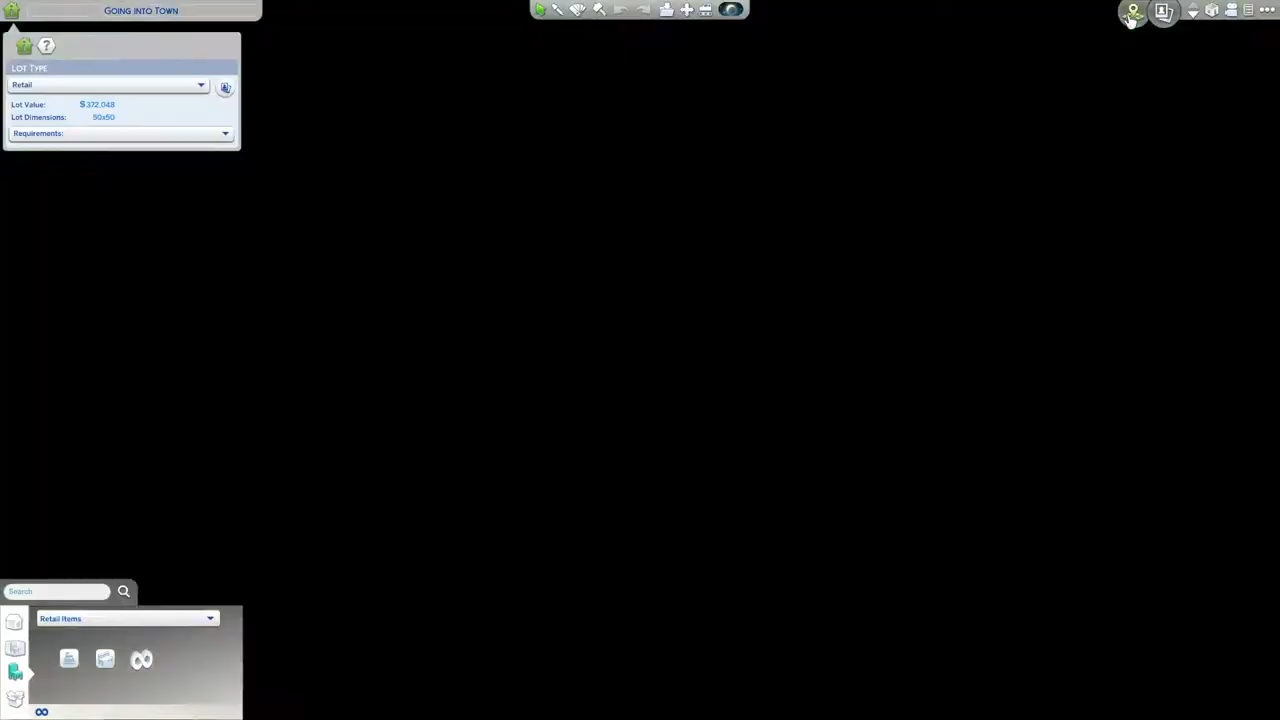 Going into Town
?
Lot Type
Retail
Lot Value: $372,048
Lot Dimensions: 50x50
Requirements:
Search
Retail Items